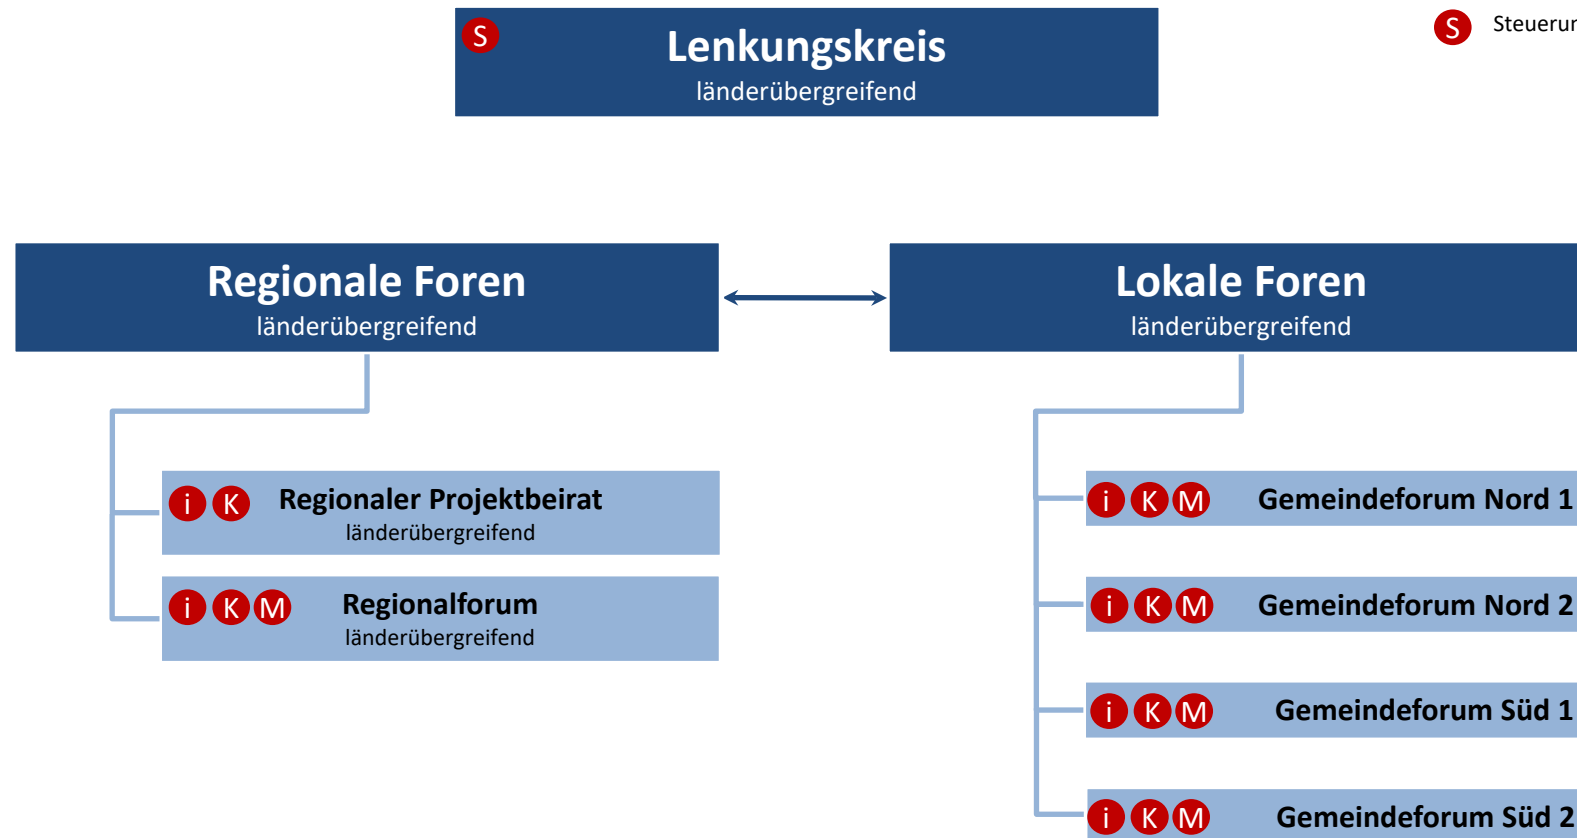 S
Lenkungskreis
länderübergreifend
S Steuerun
Regionale Foren
länderübergreifend
Lokale Foren
länderübergreifend
i K Regionaler Projektbeirat
länderübergreifend
i K M Regionalforum
länderübergreifend
i K M Gemeindeforum Nord 1
i K M Gemeindeforum Nord 2
i K M Gemeindeforum Süd 1
i K M Gemeindeforum Süd 2